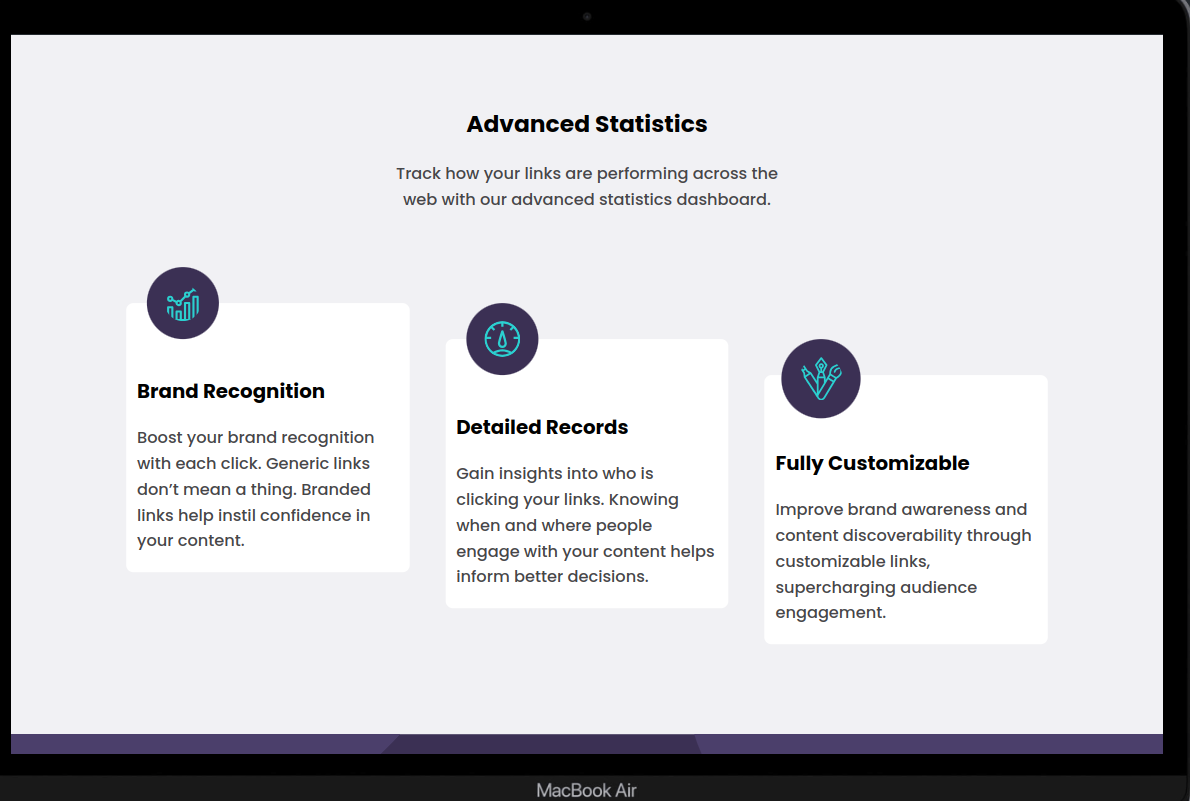 Advanced Statistics
Track how your links are performing across the
web with our advanced statistics dashboard.
Brand Recognition
Boost your brand recognition
with each click. Generic links
don’t mean a thing. Branded
links help instil confidence in
your content.
Detailed Records
Gain insights into who is
clicking your links. Knowing
when and where people
engage with your content helps
inform better decisions.
Fully Customizable
Improve brand awareness and
content discoverability through
customizable links,
supercharging audience
engagement.
MacBook Air